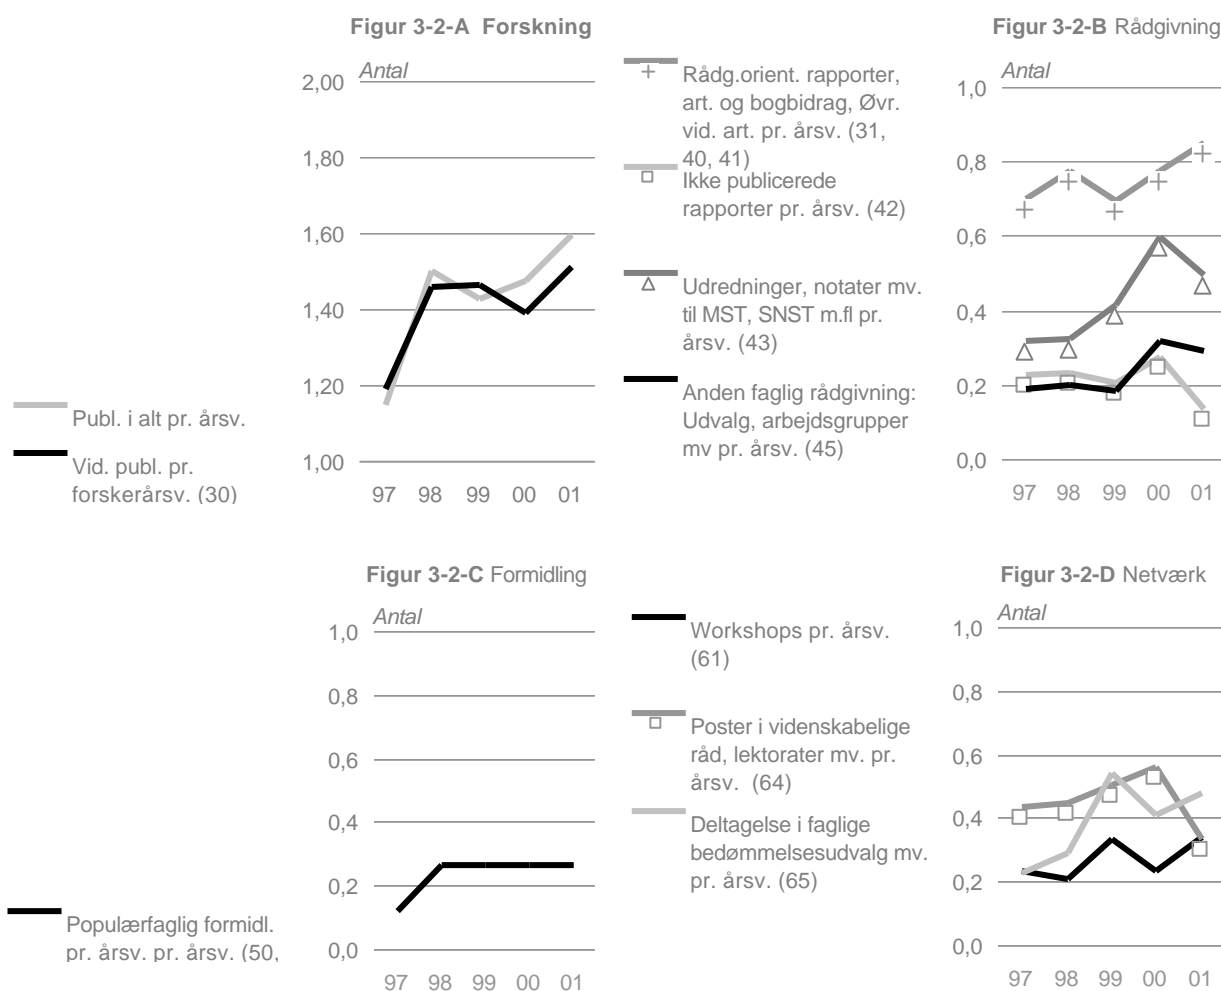 Figur 3-2-A Forskning
Antal
2,00
1,80
1,60
1,40
1,20
1,00
97 98 99 00 01
Publ. i alt pr. årsv.
Vid. publ. pr.
forskerårsv. (30)
Figur 3-2-B Rådgivning
Rådg.orient. rapporter,
art. og bogbidrag, Øvr.
vid. art. pr. årsv. (31,
40, 41)
Ikke publicerede
rapporter pr. årsv. (42)
Udredninger, notater mv.
til MST, SNST m.fl pr.
årsv. (43)
Anden faglig rådgivning:
Udvalg, arbejdsgrupper
mv pr. årsv. (45)
Antal
1,0
0,8
0,6
0,4
0,2
0,0
97 98 99 00 01
Figur 3-2-C Formidling
Antal
1,0
0,8
0,6
0,4
0,2
0,0
97 98 99 00 01
Populærfaglig formidl.
pr. årsv. pr. årsv. (50,
Figur 3-2-D Netværk
Workshops pr. årsv.
(61)
Poster i videnskabelige
råd, lektorater mv. pr.
årsv. (64)
Deltagelse i faglige
bedømmelsesudvalg mv.
pr. årsv. (65)
Antal
1,0
0,8
0,6
0,4
0,2
0,0
97 98 99 00 01